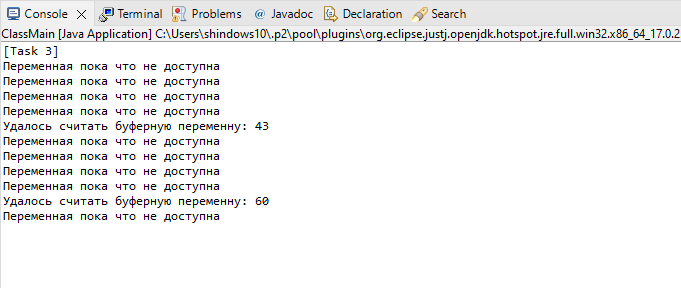 Console Terminal Problems @ Javadoc Declaration Search
ClassMain [Java Application] C:\Users\shindows10\.p2\pool\plugins\org.eclipse.justj.openjdk.hotspot.jre.full.win32.x86_64_17.0.2
[Task 3]
Переменная пока что не доступна
Переменная пока что не доступна
Переменная пока что не доступна
Переменная пока что не доступна
Удалось считать буферную переменну: 43
Переменная пока что не доступна
Переменная пока что не доступна
Переменная пока что не доступна
Переменная пока что не доступна
Удалось считать буферную переменну: 60
Переменная пока что не доступна